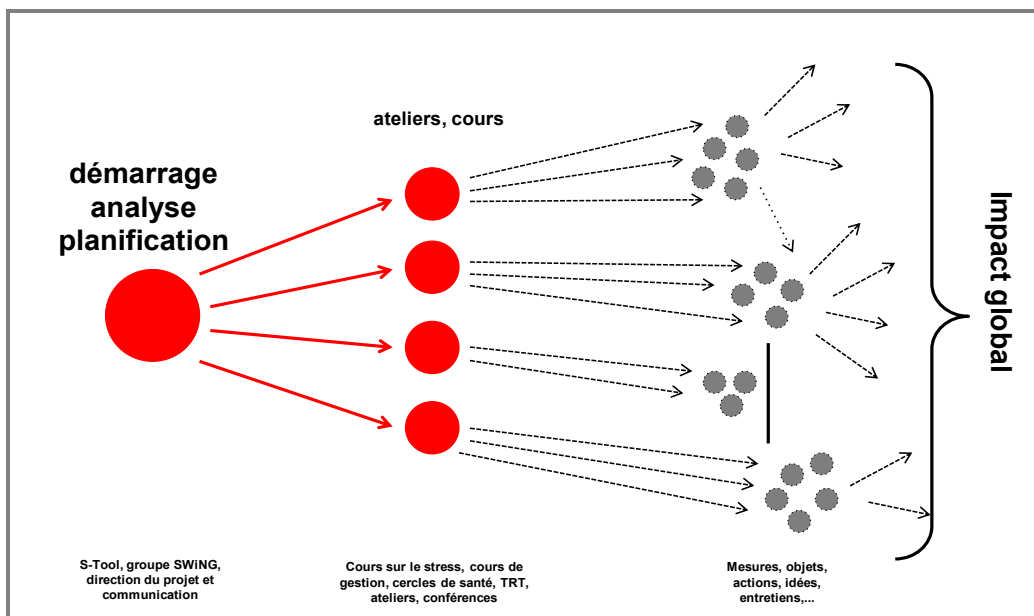 ateliers, cours
démarrage
analyse
planification
Impact global
S-Tool, groupe SWiNG,
direction du projet et
communication
Cours sur le stress, cours de
gestion, cercles de santé, TRT,
ateliers, conférences
Mesures, objets,
actions, idées,
entretiens,...